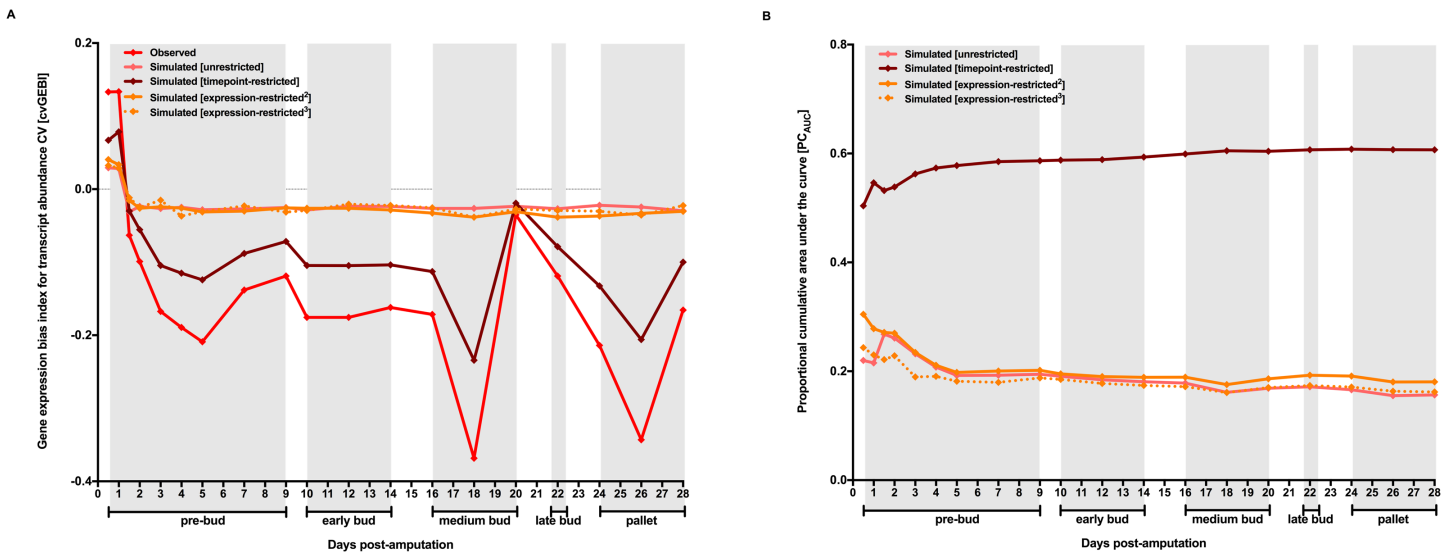 A
Gene expression bias index for transcript abundance CV [cvGEBI]
0.2
0.0
-0.2
-0.4
Observed
Simulated [unrestricted]
Simulated [timepoint-restricted]
Simulated [expression-restricted²]
Simulated [expression-restricted³]
0 1 2 3 4 5 7 9 10 11 12 13 14 15 16 17 18 19 20 21 22 23 24 25 26 27 28
pre-bud early bud medium bud late bud pallet
Days post-amputation
B
Proportional cumulative area under the curve [PC_AUC]
0.8
0.6
0.4
0.2
0.0
Simulated [unrestricted]
Simulated [timepoint-restricted]
Simulated [expression-restricted²]
Simulated [expression-restricted³]
0 1 2 3 4 5 6 7 8 9 10 11 12 13 14 15 16 17 18 19 20 21 22 23 24 25 26 27 28
pre-bud early bud medium bud late bud pallet
Days post-amputation